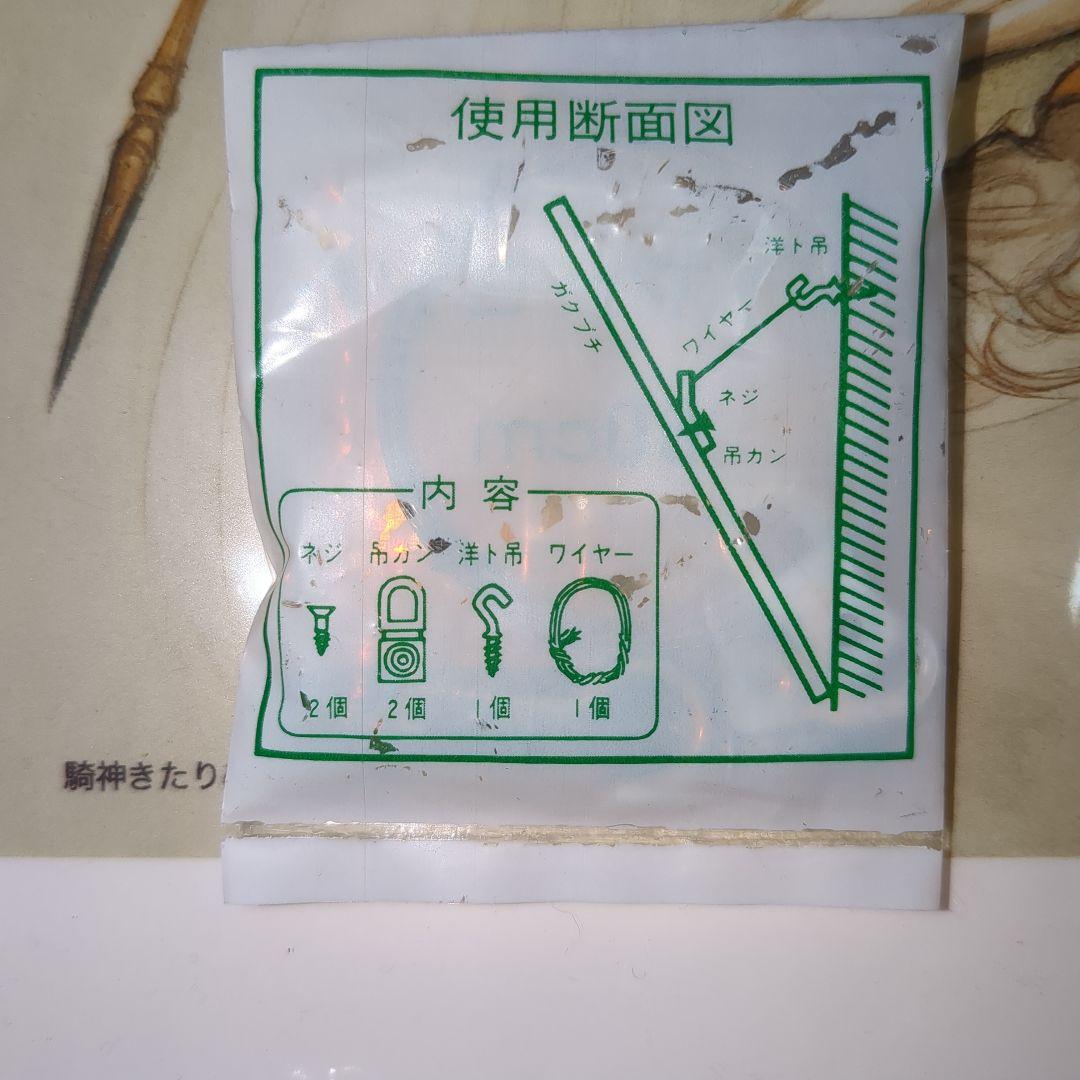 使用断面図
洋ト吊
ガクブチ
ワイヤー
ネジ
吊カン
内容
ネジ 吊カン 洋ト吊 ワイヤー
2個 2個 1個 1個
騎神きたり